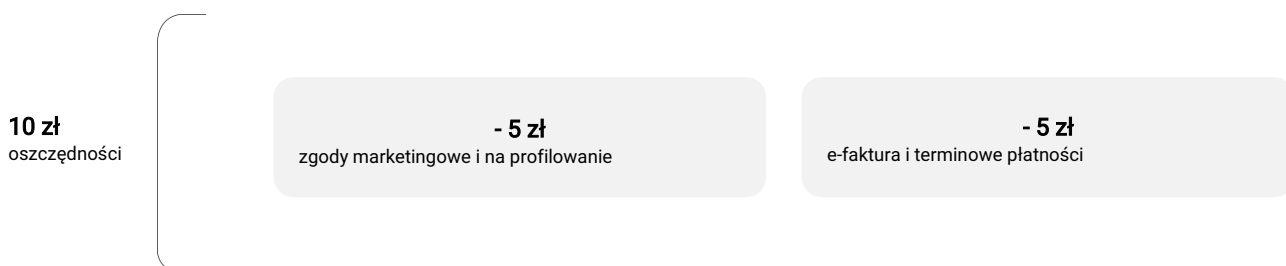 10 zł
oszczędności
- 5 zł
zgody marketingowe i na profilowanie
- 5 zł
e-faktura i terminowe płatności